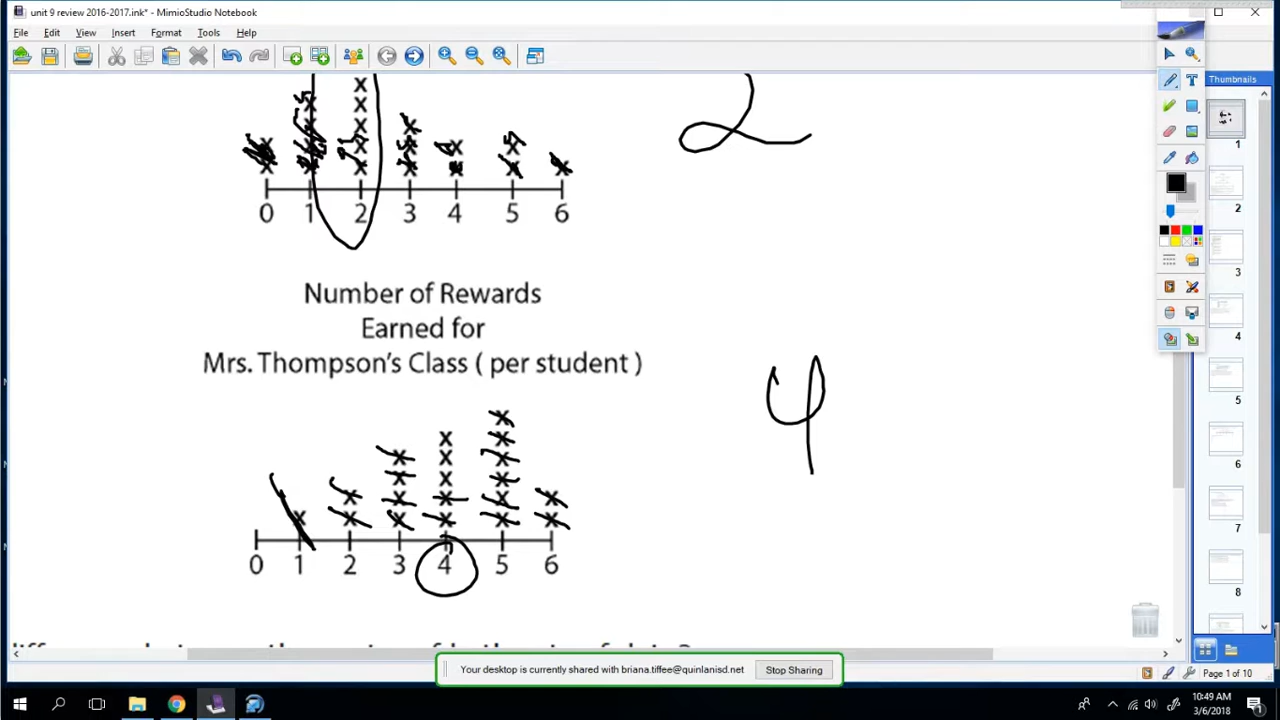 unit 9 review 2016-2017.ink* - MimioStudio Notebook
File Edit View Insert Format Tools Help
Thumbnails
2
0 1 2 3 4 5 6
Number of Rewards
Earned for
Mrs. Thompson's Class ( per student )
4
0 1 2 3 4 5 6
1
2
3
4
5
6
7
8
Your desktop is currently shared with briana.tiffee@quinlanisd.net
Stop Sharing
Page 1 of 10
10:49 AM
3/6/2018